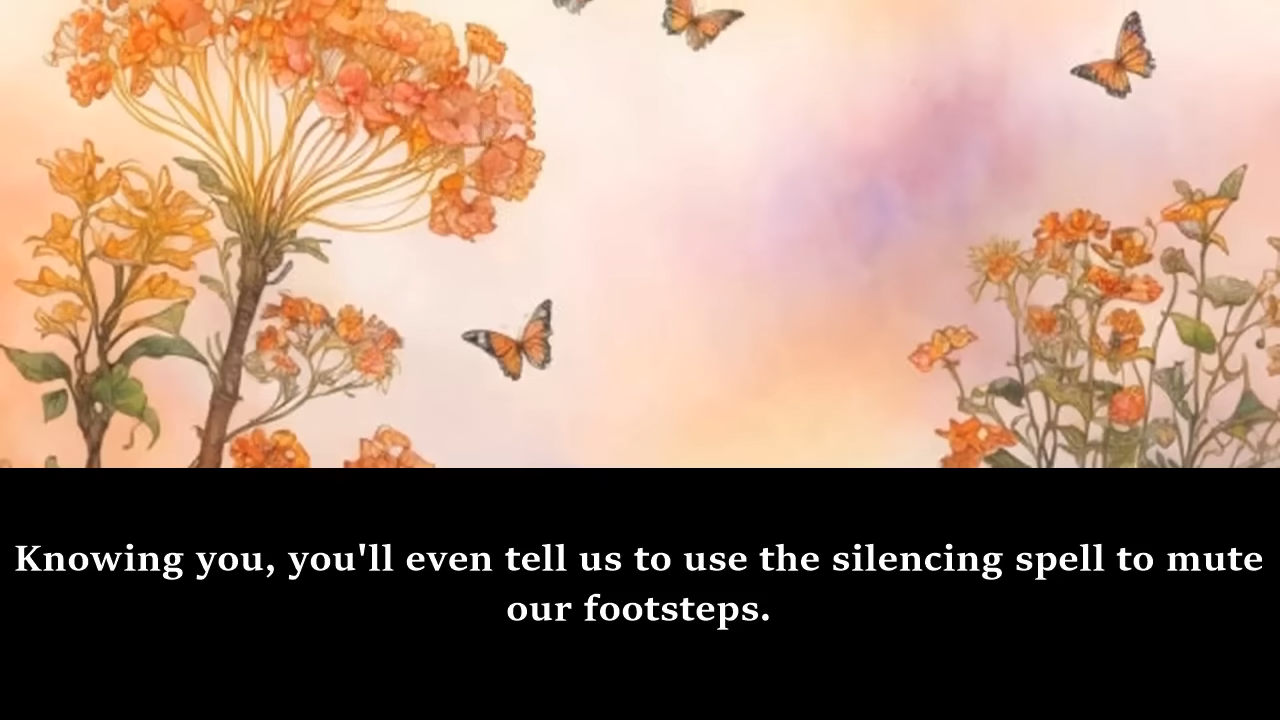 Knowing you, you'll even tell us to use the silencing spell to mute
our footsteps.